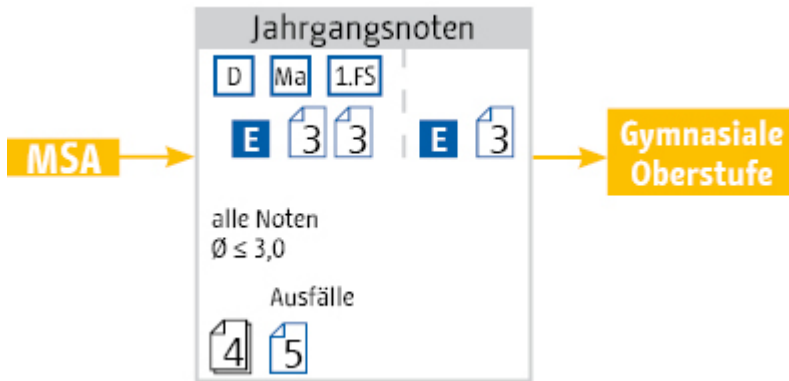 Jahrgangsnoten
D Ma 1.FS
E 3 3 E 3
MSA
Gymnasiale
Oberstufe
alle Noten
Ø ≤ 3,0
Ausfälle
4 5